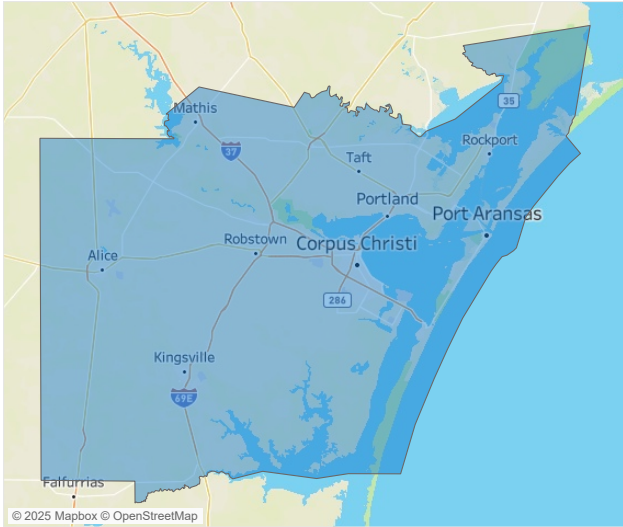 Mathis
35
37
Rockport
Taft
Portland
Port Aransas
Robstown
Corpus Christi
Alice
286
Kingsville
69E
Falfurrias
© 2025 Mapbox © OpenStreetMap